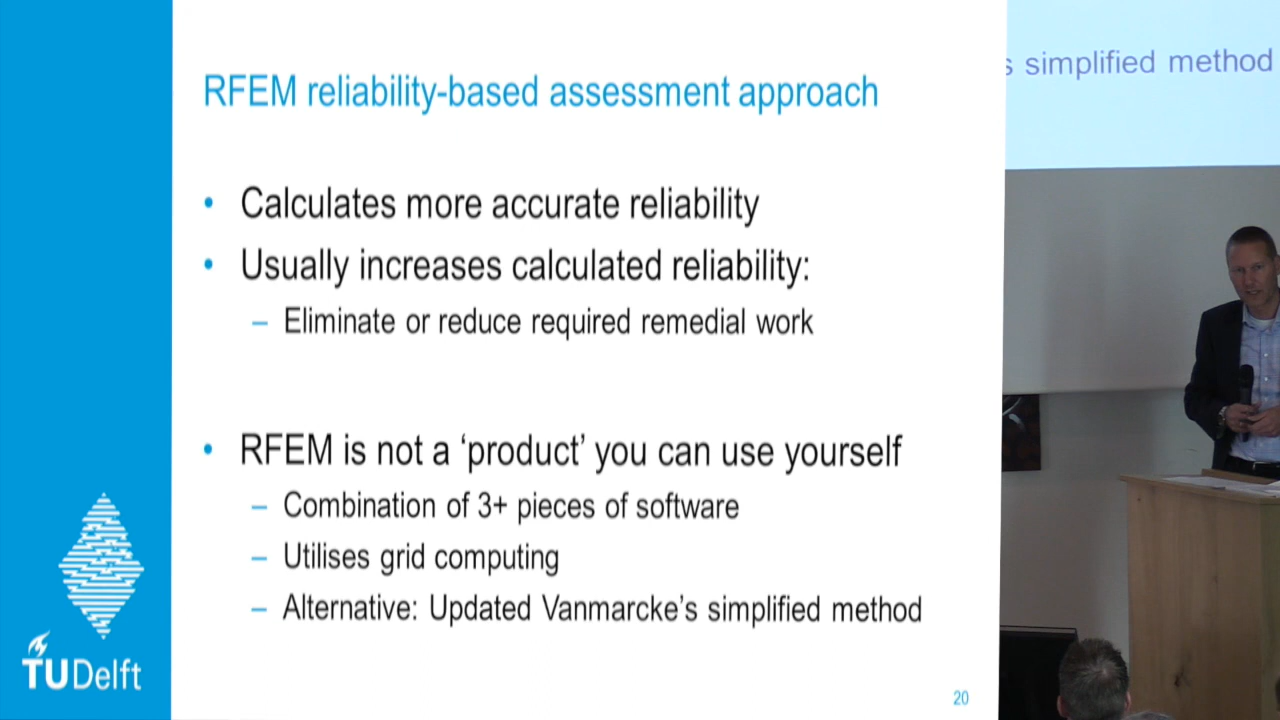 RFEM reliability-based assessment approach
s simplified method
• Calculates more accurate reliability
• Usually increases calculated reliability:
– Eliminate or reduce required remedial work
• RFEM is not a ‘product’ you can use yourself
– Combination of 3+ pieces of software
– Utilises grid computing
– Alternative: Updated Vanmarcke’s simplified method
TUDelft
20